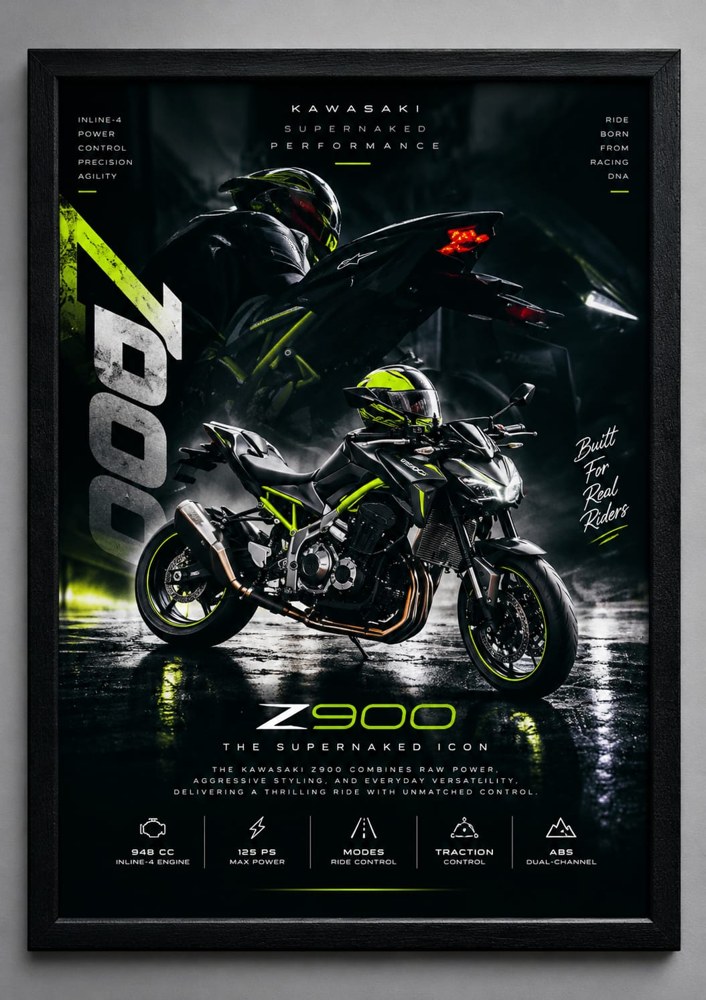 KAWASAKI
SUPERNAKED
PERFORMANCE
INLINE-4
POWER
CONTROL
PRECISION
AGILITY
RIDE
BORN
FROM
RACING
DNA
Z900
Built
For
Real
Riders
Z900
THE SUPERNAKED ICON
THE KAWASAKI Z900 COMBINES RAW POWER,
AGGRESSIVE STYLING, AND EVERYDAY VERSATILITY,
DELIVERING A THRILLING RIDE WITH UNMATCHED CONTROL.
948 CC
INLINE-4 ENGINE
125 PS
MAX POWER
MODES
RIDE CONTROL
TRACTION
CONTROL
ABS
DUAL-CHANNEL